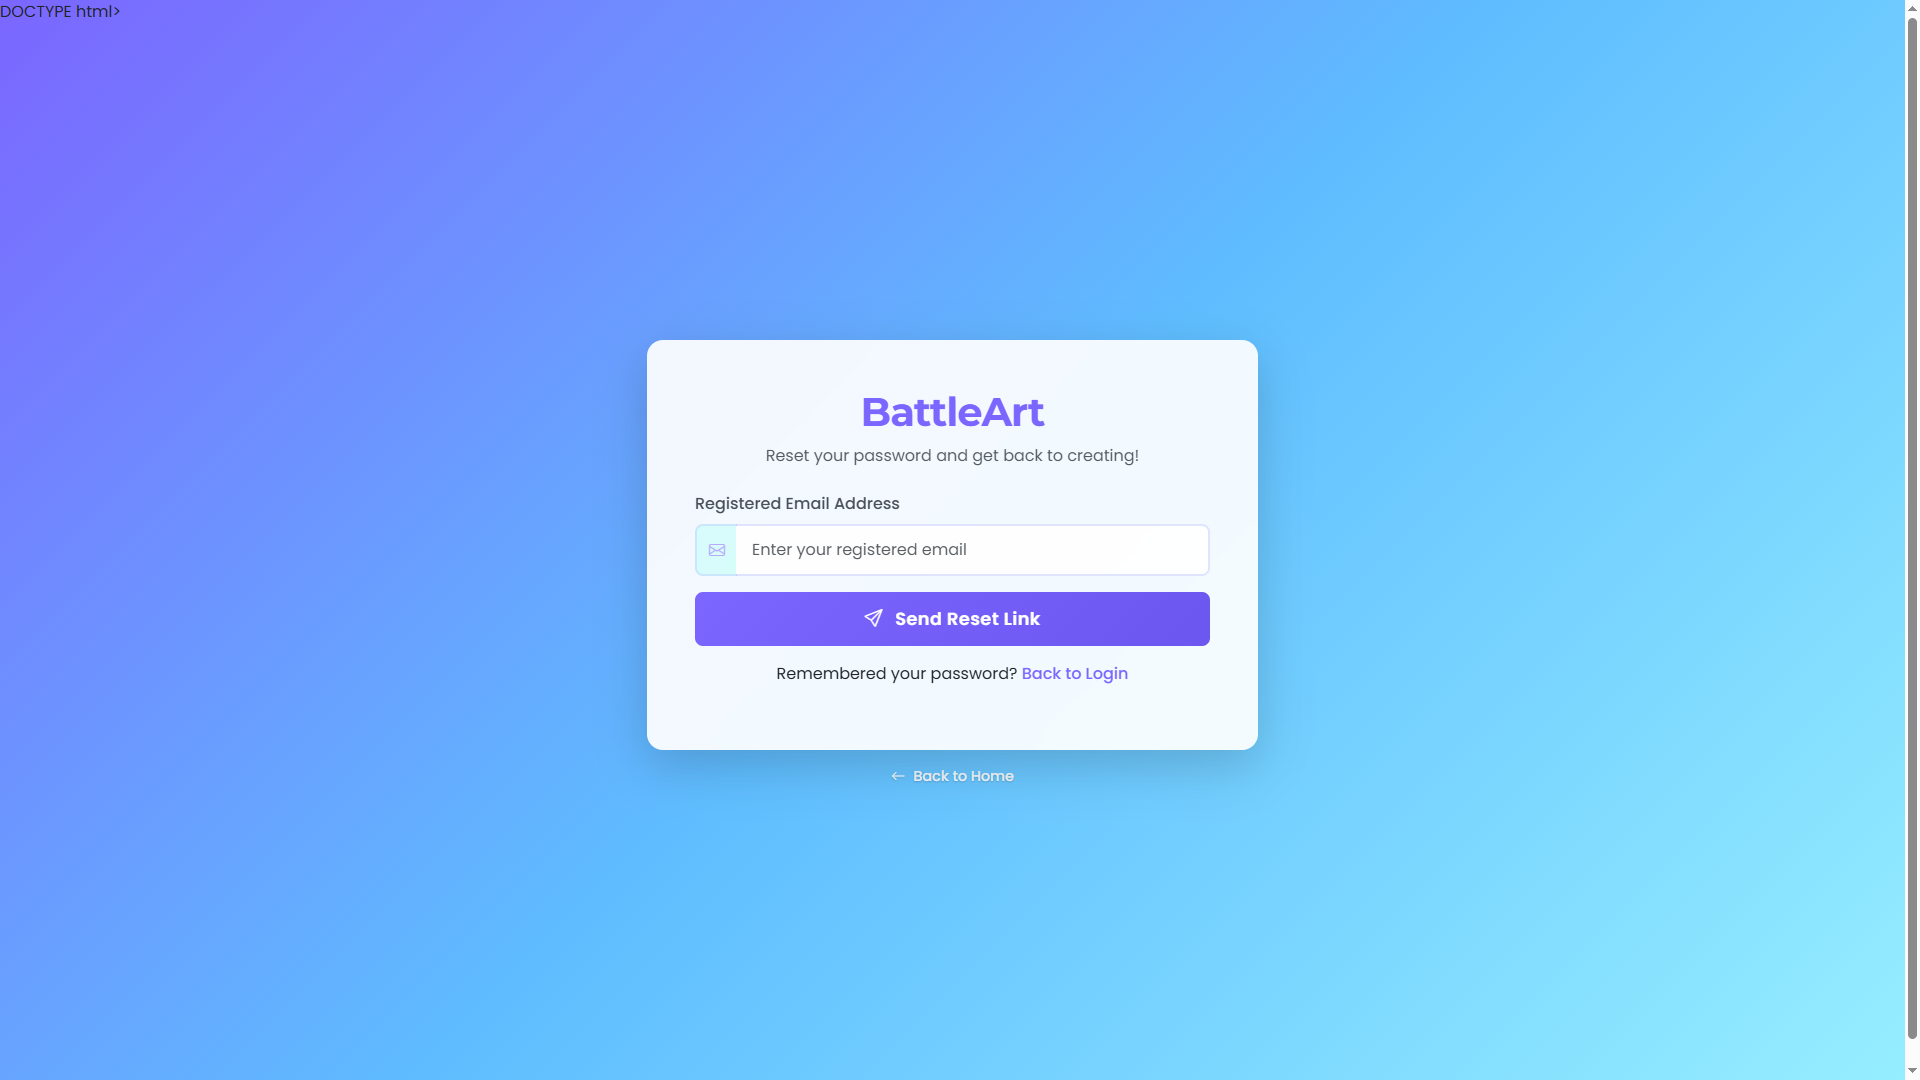 DOCTYPE html>
BattleArt
Reset your password and get back to creating!
Registered Email Address
Enter your registered email
Send Reset Link
Remembered your password? Back to Login
Back to Home